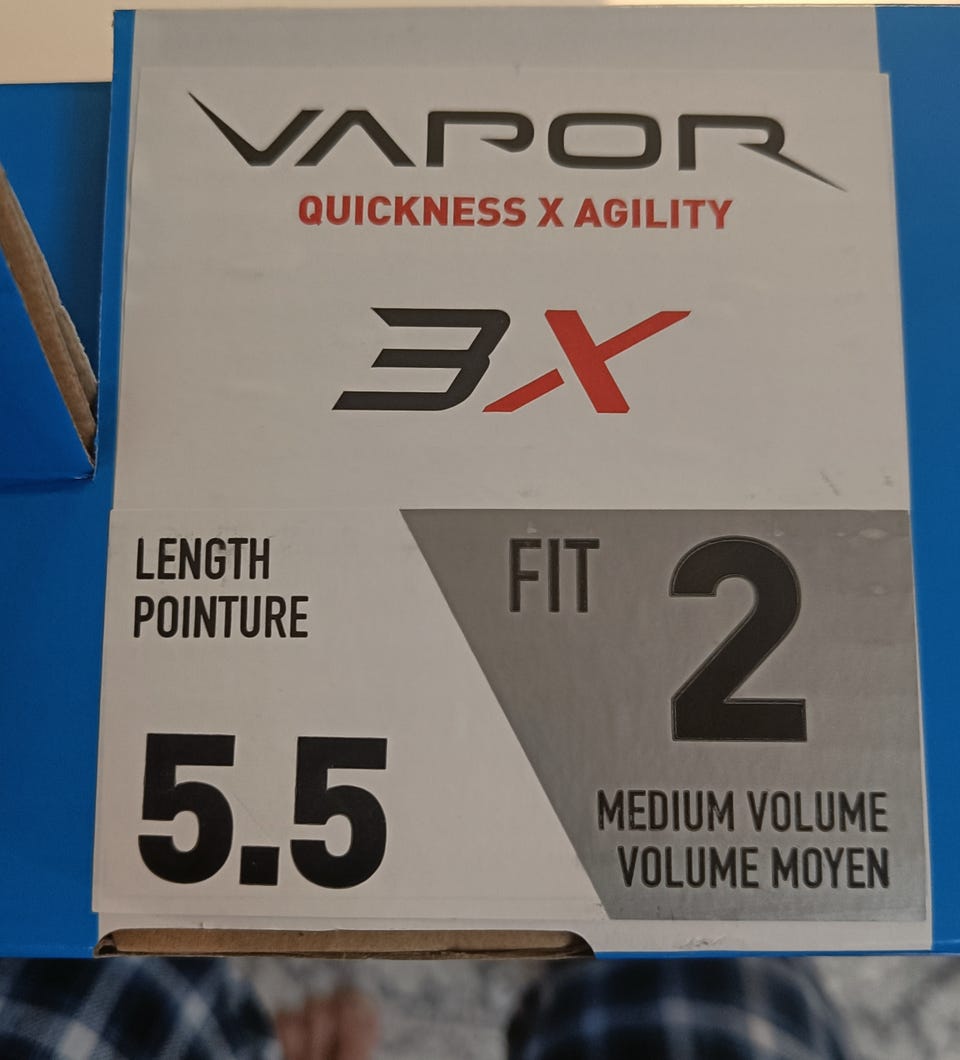 VAPOR
QUICKNESS X AGILITY
3X
LENGTH
POINTURE
5.5
FIT 2
MEDIUM VOLUME
VOLUME MOYEN